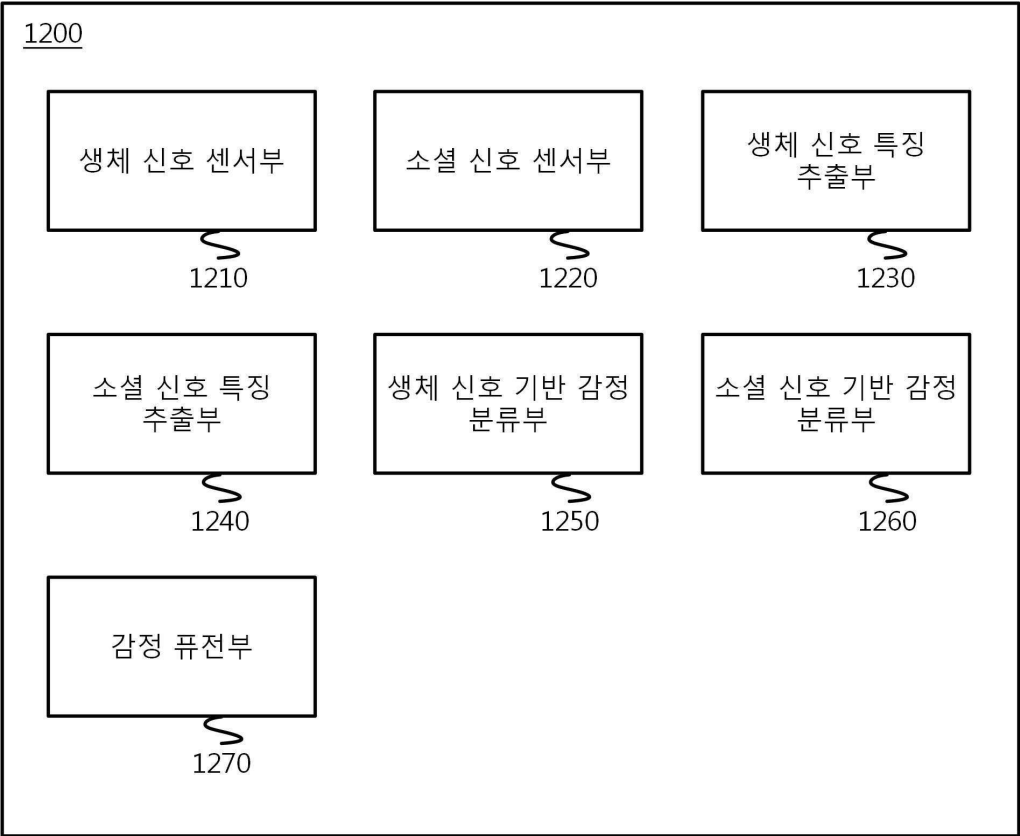 1200
생체 신호 센서부
1210
소셜 신호 센서부
1220
생체 신호 특징
추출부
1230
소셜 신호 특징
추출부
1240
생체 신호 기반 감정
분류부
1250
소셜 신호 기반 감정
분류부
1260
감정 퓨전부
1270